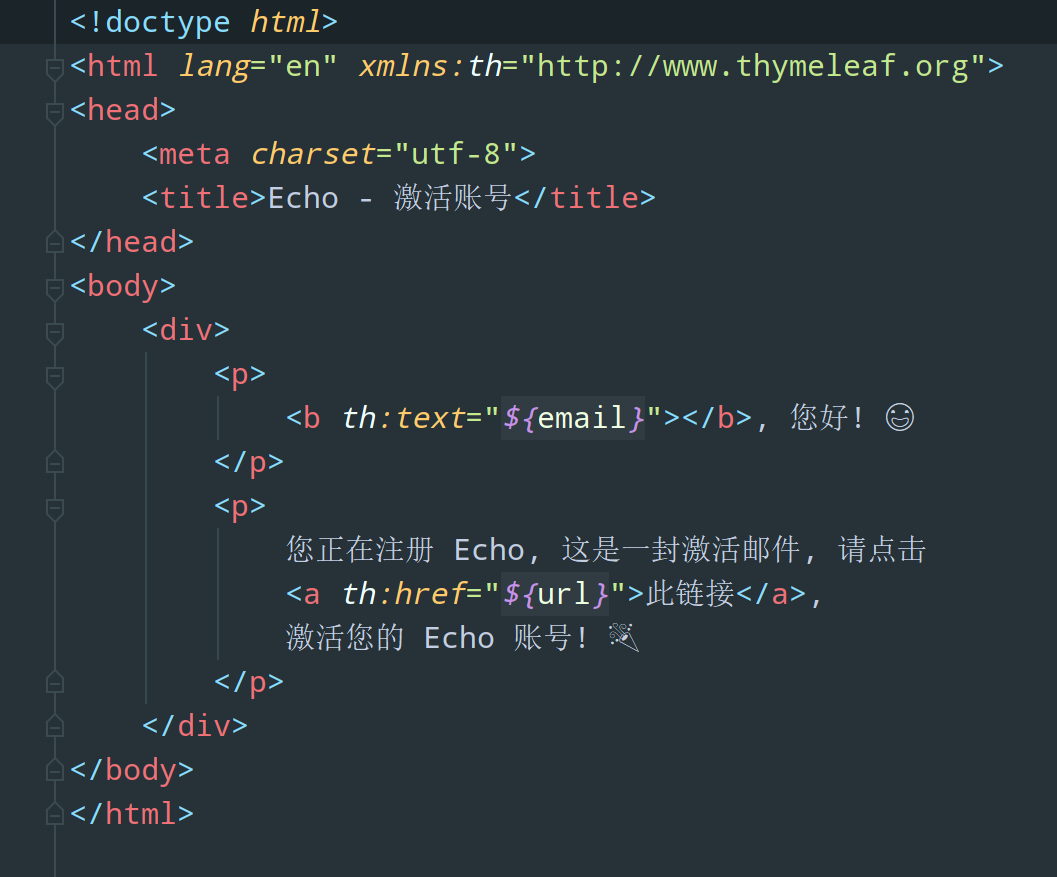 <!doctype html>
<html lang="en" xmlns:th="http://www.thymeleaf.org">
<head>
    <meta charset="utf-8">
    <title>Echo - 激活账号</title>
</head>
<body>
    <div>
        <p>
            <b th:text="${email}"></b>, 您好! 😄
        </p>
        <p>
            您正在注册 Echo, 这是一封激活邮件, 请点击
            <a th:href="${url}">此链接</a>,
            激活您的 Echo 账号! 🎉
        </p>
    </div>
</body>
</html>